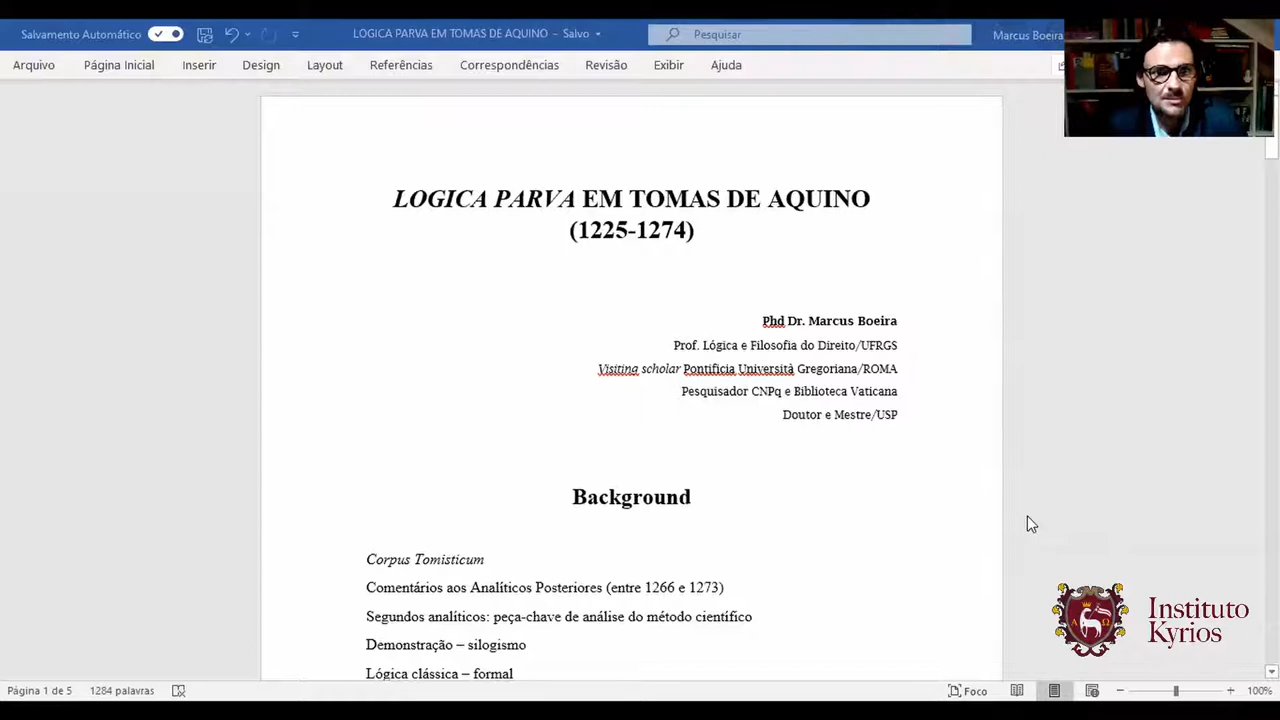 Salvamento Automático
LOGICA PARVA EM TOMAS DE AQUINO – Salvo
Pesquisar
Marcus Boeira
Arquivo Página Inicial Inserir Design Layout Referências Correspondências Revisão Exibir Ajuda
LOGICA PARVA EM TOMAS DE AQUINO
(1225-1274)
Phd Dr. Marcus Boeira
Prof. Lógica e Filosofia do Direito/UFRGS
Visiting scholar Pontificia Università Gregoriana/ROMA
Pesquisador CNPq e Biblioteca Vaticana
Doutor e Mestre/USP
Background
Corpus Tomisticum
Comentários aos Analíticos Posteriores (entre 1266 e 1273)
Segundos analíticos: peça-chave de análise do método científico
Demonstração – silogismo
Lógica clássica – formal
Α Ω
Instituto
Kyrios
Página 1 de 5 1284 palavras
Foco
100%